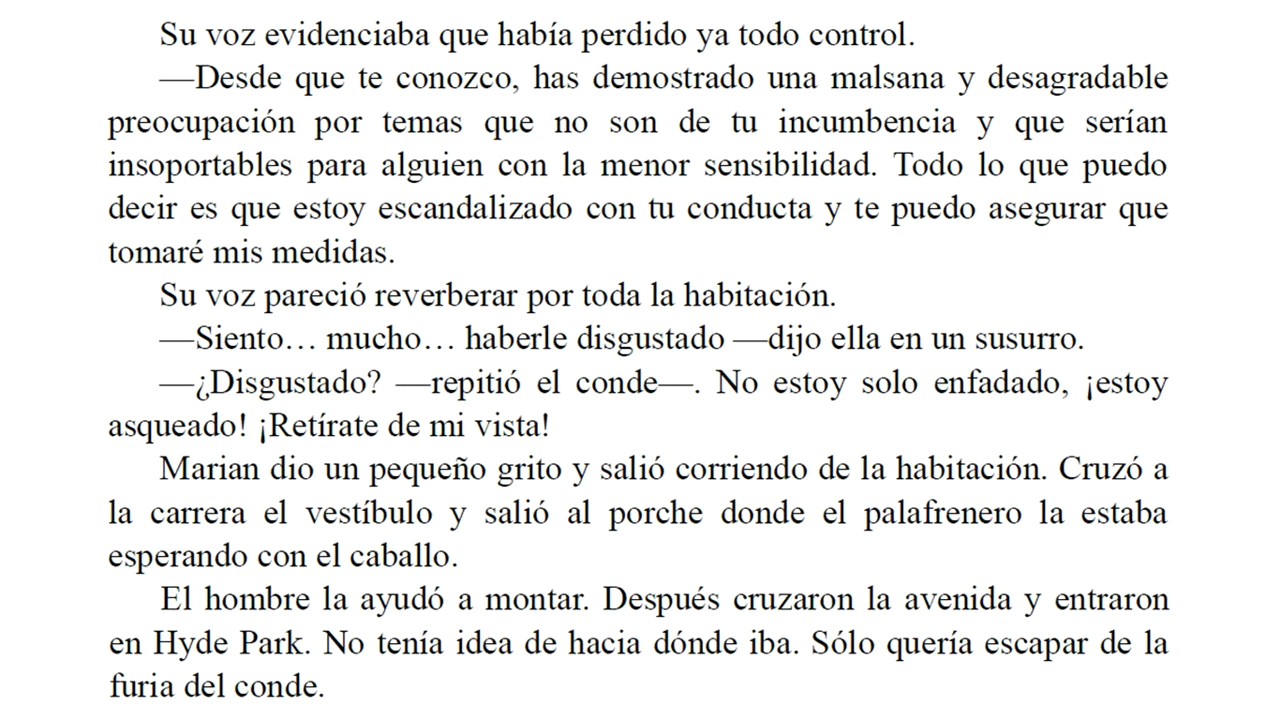 Su voz evidenciaba que había perdido ya todo control.
—Desde que te conozco, has demostrado una malsana y desagradable
preocupación por temas que no son de tu incumbencia y que serían
insoportables para alguien con la menor sensibilidad. Todo lo que puedo
decir es que estoy escandalizado con tu conducta y te puedo asegurar que
tomaré mis medidas.
Su voz pareció reverberar por toda la habitación.
—Siento… mucho… haberle disgustado —dijo ella en un susurro.
—¿Disgustado? —repitió el conde—. No estoy solo enfadado, ¡estoy
asqueado! ¡Retírate de mi vista!
Marian dio un pequeño grito y salió corriendo de la habitación. Cruzó a
la carrera el vestíbulo y salió al porche donde el palafrenero la estaba
esperando con el caballo.
El hombre la ayudó a montar. Después cruzaron la avenida y entraron
en Hyde Park. No tenía idea de hacia dónde iba. Sólo quería escapar de la
furia del conde.